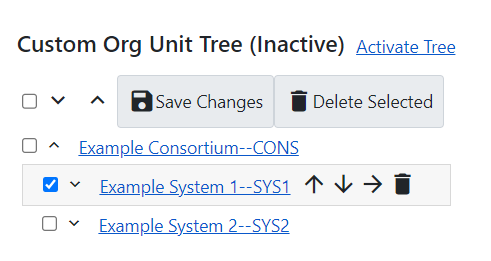 Custom Org Unit Tree (Inactive) Activate Tree
Save Changes Delete Selected
Example Consortium--CONS
Example System 1--SYS1
Example System 2--SYS2